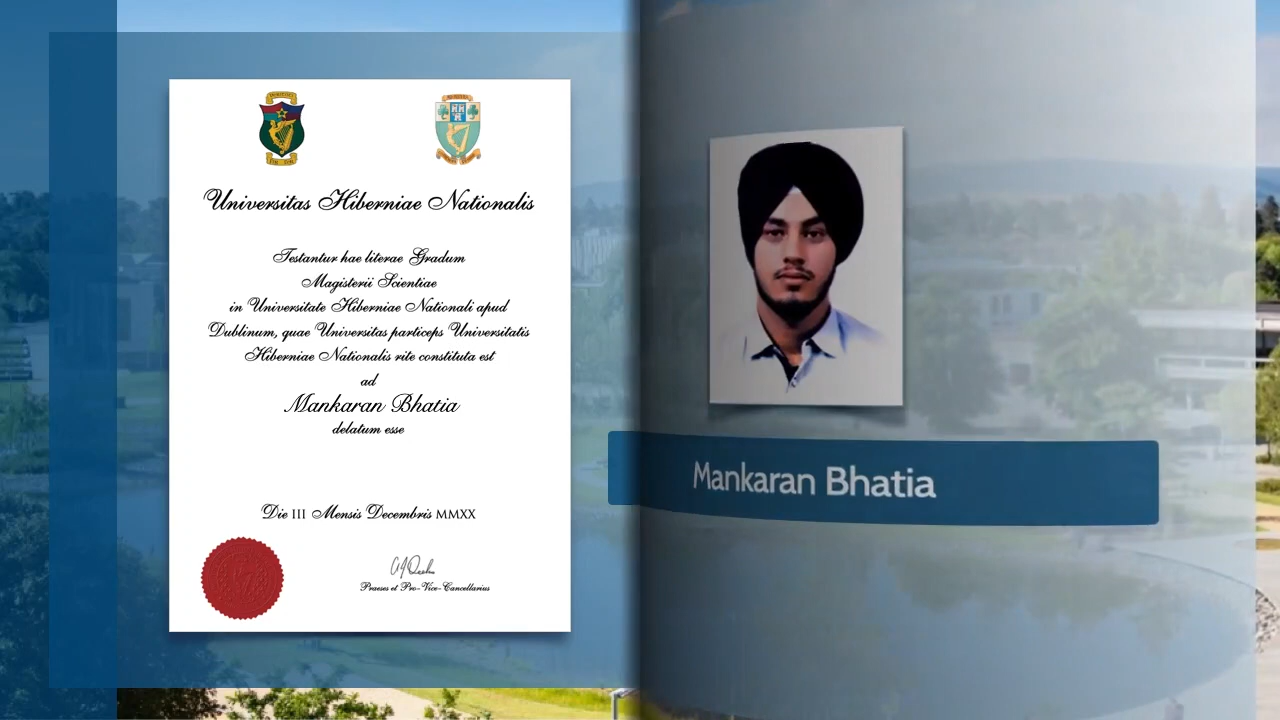 Universitas Hiberniae Nationalis
Testantur hae literae Gradum
Magisterii Scientiae
in Universitate Hiberniae Nationali apud
Dublinum, quae Universitas particeps Universitatis
Hiberniae Nationalis rite constituta est
ad
Mankaran Bhatia
delatum esse
Die III Mensis Decembris MMXX
Praeses et Pro-Vice-Cancellarius
Mankaran Bhatia